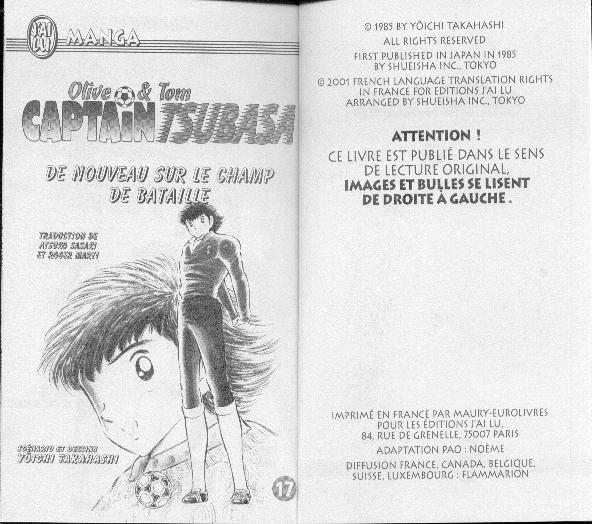 J'AI
LU
MANGA
Olive & Tom
CAPTAIN TSUBASA
DE NOUVEAU SUR LE CHAMP
DE BATAILLE
TRADUCTION DE
ATSUKO SASAKI
ET ROGER MARTI
SCÉNARIO ET DESSINS
YÔICHI TAKAHASHI
17
© 1985 BY YÔICHI TAKAHASHI
ALL RIGHTS RESERVED
FIRST PUBLISHED IN JAPAN IN 1985
BY SHUEISHA INC., TOKYO
© 2001 FRENCH LANGUAGE TRANSLATION RIGHTS
IN FRANCE FOR EDITIONS J'AI LU
ARRANGED BY SHUEISHA INC., TOKYO
ATTENTION !
CE LIVRE EST PUBLIÉ DANS LE SENS
DE LECTURE ORIGINAL,
IMAGES ET BULLES SE LISENT
DE DROITE À GAUCHE.
IMPRIMÉ EN FRANCE PAR MAURY-EUROLIVRES
POUR LES ÉDITIONS J'AI LU.
84, RUE DE GRENELLE, 75007 PARIS
ADAPTATION PAO : NOÈME
DIFFUSION FRANCE, CANADA, BELGIQUE,
SUISSE, LUXEMBOURG : FLAMMARION